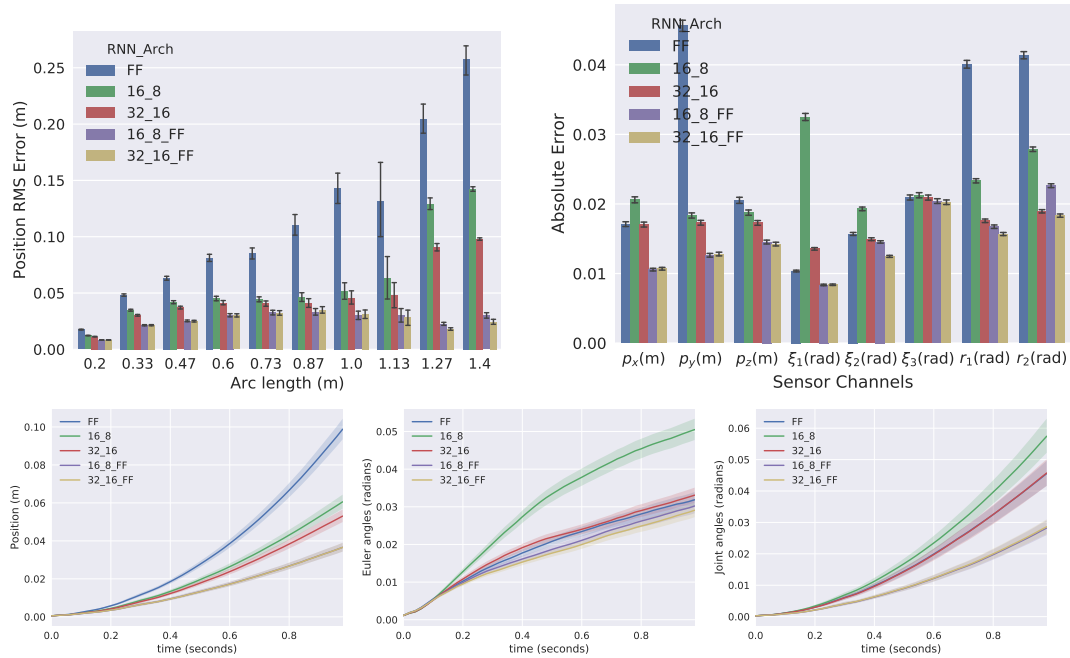 RNN_Arch
FF
16_8
32_16
16_8_FF
32_16_FF
Position RMS Error (m)
0.25
0.20
0.15
0.10
0.05
0.00
0.2 0.33 0.47 0.6 0.73 0.87 1.0 1.13 1.27 1.4
Arc length (m)
RNN_Arch
FF
16_8
32_16
16_8_FF
32_16_FF
Absolute Error
0.04
0.03
0.02
0.01
0.00
pₓ(m) p_y(m) p_z(m) ξ₁(rad) ξ₂(rad) ξ₃(rad) r₁(rad) r₂(rad)
Sensor Channels
FF
16_8
32_16
16_8_FF
32_16_FF
Position (m)
0.10
0.08
0.06
0.04
0.02
0.00
0.0 0.2 0.4 0.6 0.8
time (seconds)
FF
16_8
32_16
16_8_FF
32_16_FF
Euler angles (radians)
0.05
0.04
0.03
0.02
0.01
0.00
0.0 0.2 0.4 0.6 0.8
time (seconds)
FF
16_8
32_16
16_8_FF
32_16_FF
Joint angles (radians)
0.06
0.05
0.04
0.03
0.02
0.01
0.00
0.0 0.2 0.4 0.6 0.8
time (seconds)